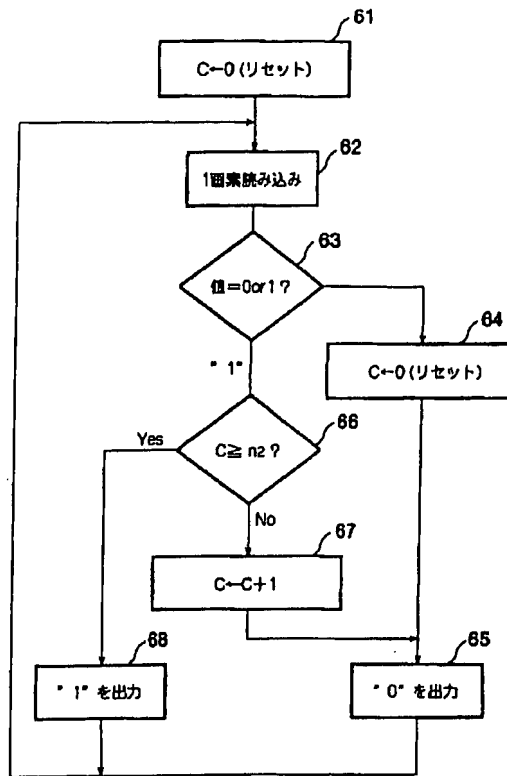 61
C←0(リセット)
62
1画素読み込み
63
値=0or1?
64
C←0(リセット)
"1"
66
C≧n2?
Yes
No
67
C←C+1
68
"1"を出力
65
"0"を出力